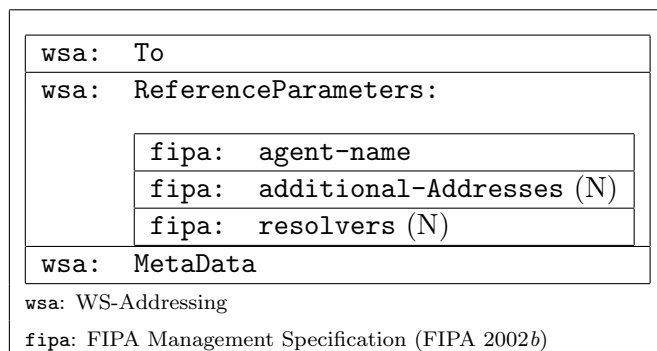 wsa: To
wsa: ReferenceParameters:
fipa: agent-name
fipa: additional-Addresses (N)
fipa: resolvers (N)
wsa: MetaData
wsa: WS-Addressing
fipa: FIPA Management Specification (FIPA 2002b)